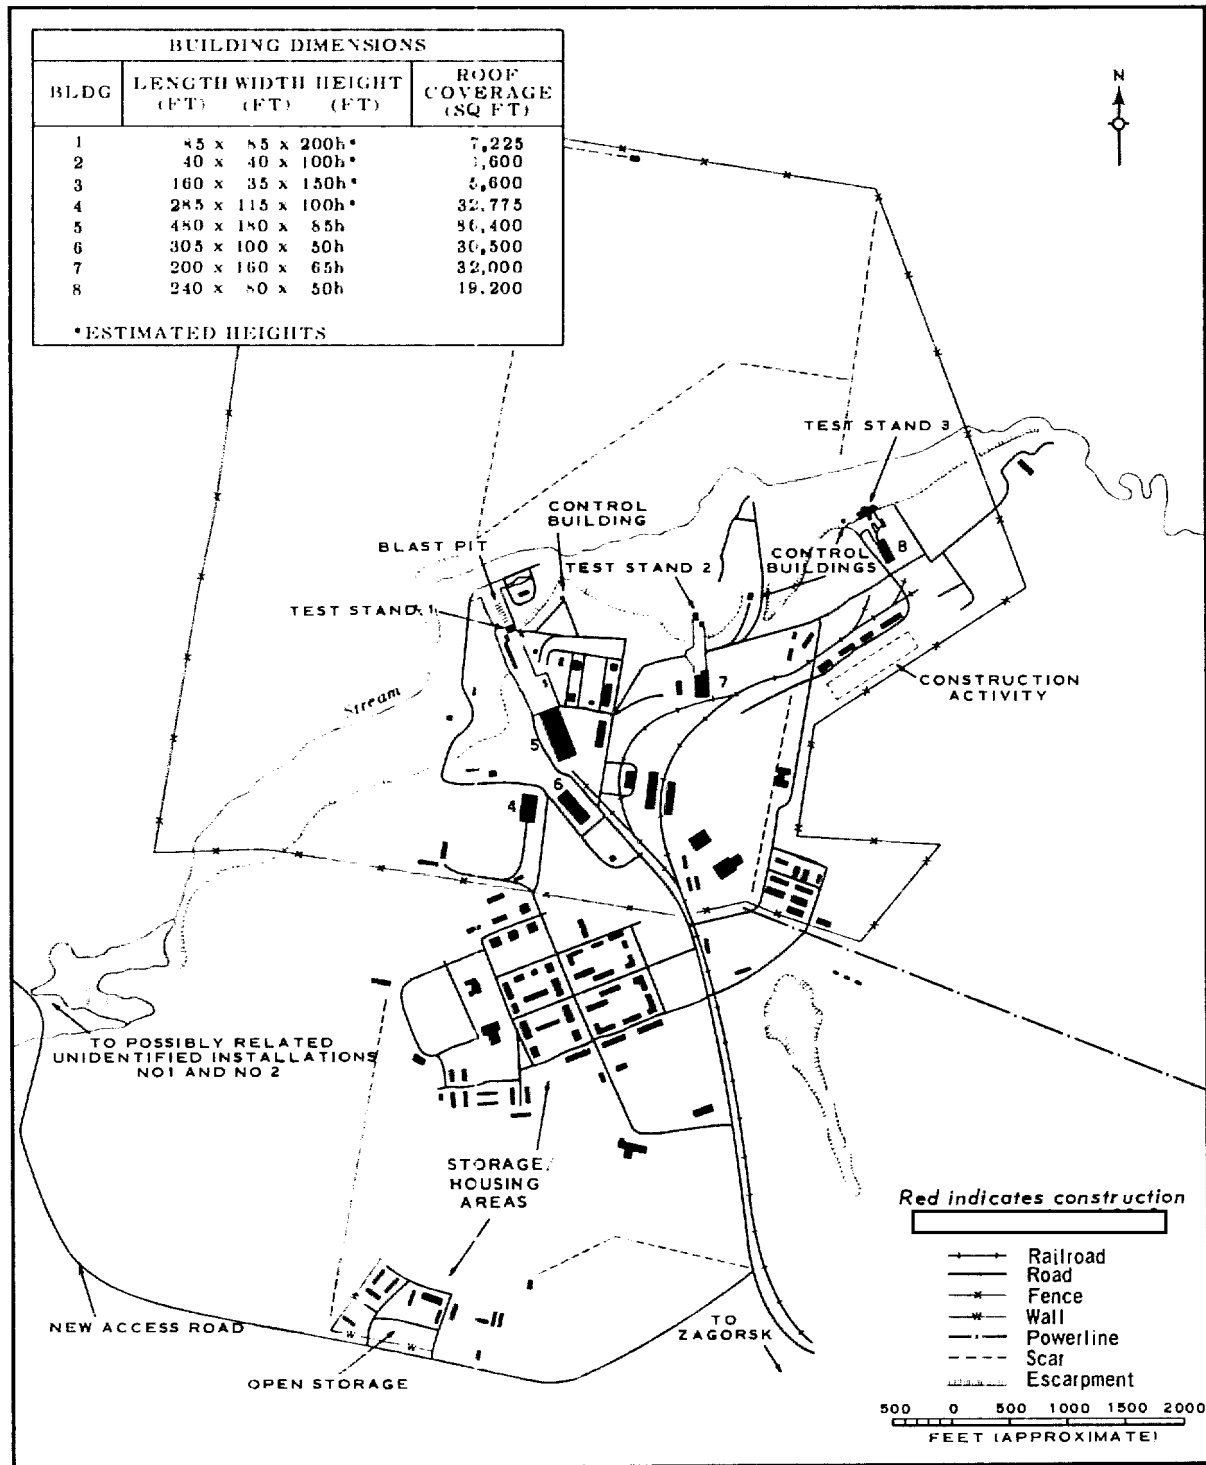 BUILDING DIMENSIONS
BLDG LENGTH WIDTH HEIGHT ROOF COVERAGE
(FT) (FT) (FT) (SQ FT)
1 85 x 85 x 200h* 7,225
2 40 x 40 x 100h* ,600
3 160 x 35 x 150h* 5,600
4 285 x 115 x 100h* 32,775
5 480 x 180 x 85h 86,400
6 305 x 100 x 50h 30,500
7 200 x 160 x 65h 32,000
8 240 x 80 x 50h 19,200
*ESTIMATED HEIGHTS
N
TEST STAND 3
CONTROL
BUILDING
BLAST PIT
8
CONTROL
BUILDINGS
TEST STAND 2
TEST STAND 1
7
CONSTRUCTION
ACTIVITY
Stream
5
6
4
TO POSSIBLY RELATED
UNIDENTIFIED INSTALLATIONS
NO1 AND NO 2
STORAGE/
HOUSING
AREAS
NEW ACCESS ROAD
W
W
W
OPEN STORAGE
TO
ZAGORSK
Red indicates construction
Railroad
Road
Fence
Wall
Powerline
Scar
Escarpment
500 0 500 1000 1500 2000
FEET (APPROXIMATE)